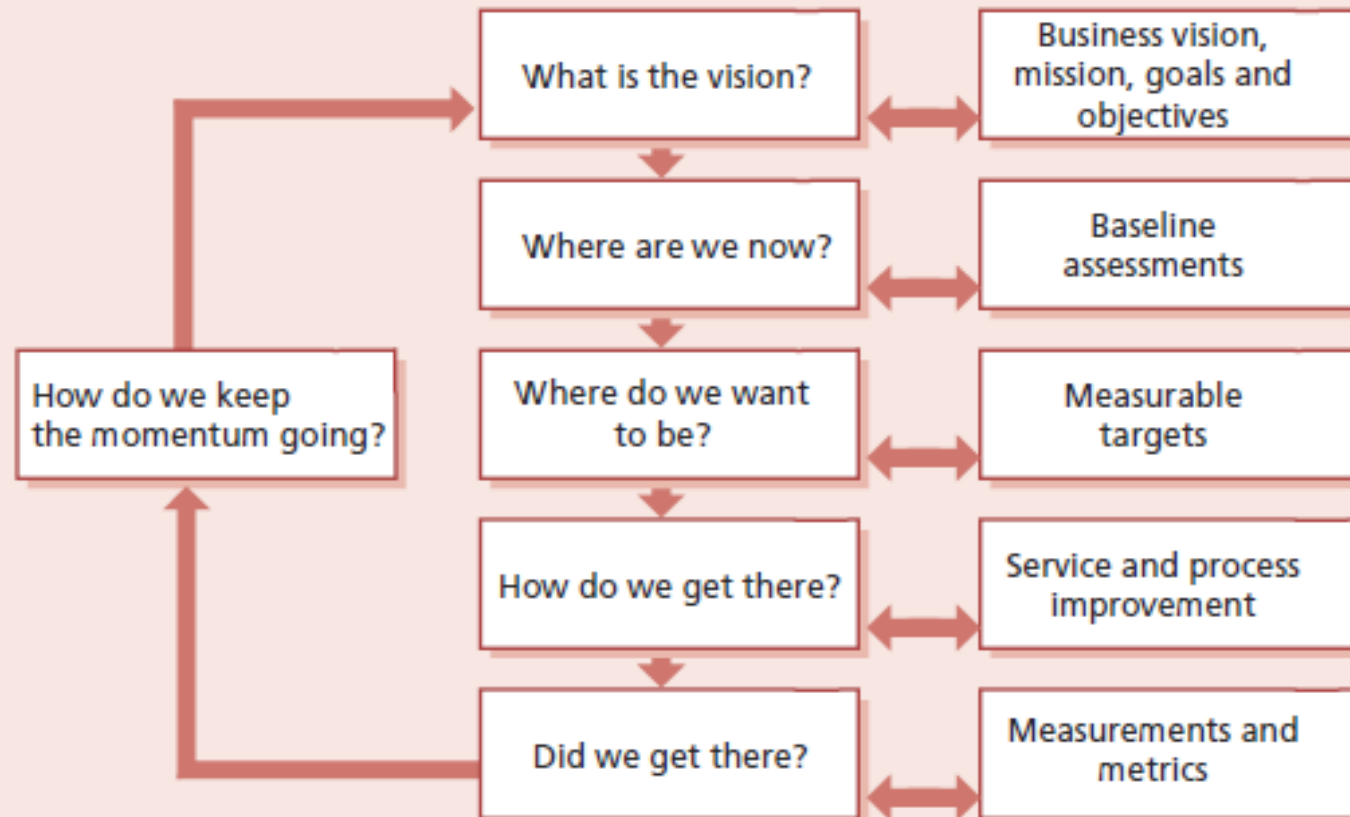 What is the vision?
Business vision,
mission, goals and
objectives
Where are we now?
Baseline
assessments
How do we keep
the momentum going?
Where do we want
to be?
Measurable
targets
How do we get there?
Service and process
improvement
Did we get there?
Measurements and
metrics